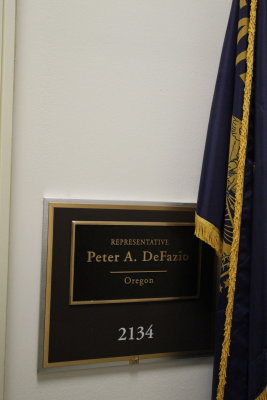 REPRESENTATIVE
Peter A. DeFazio
Oregon
2134